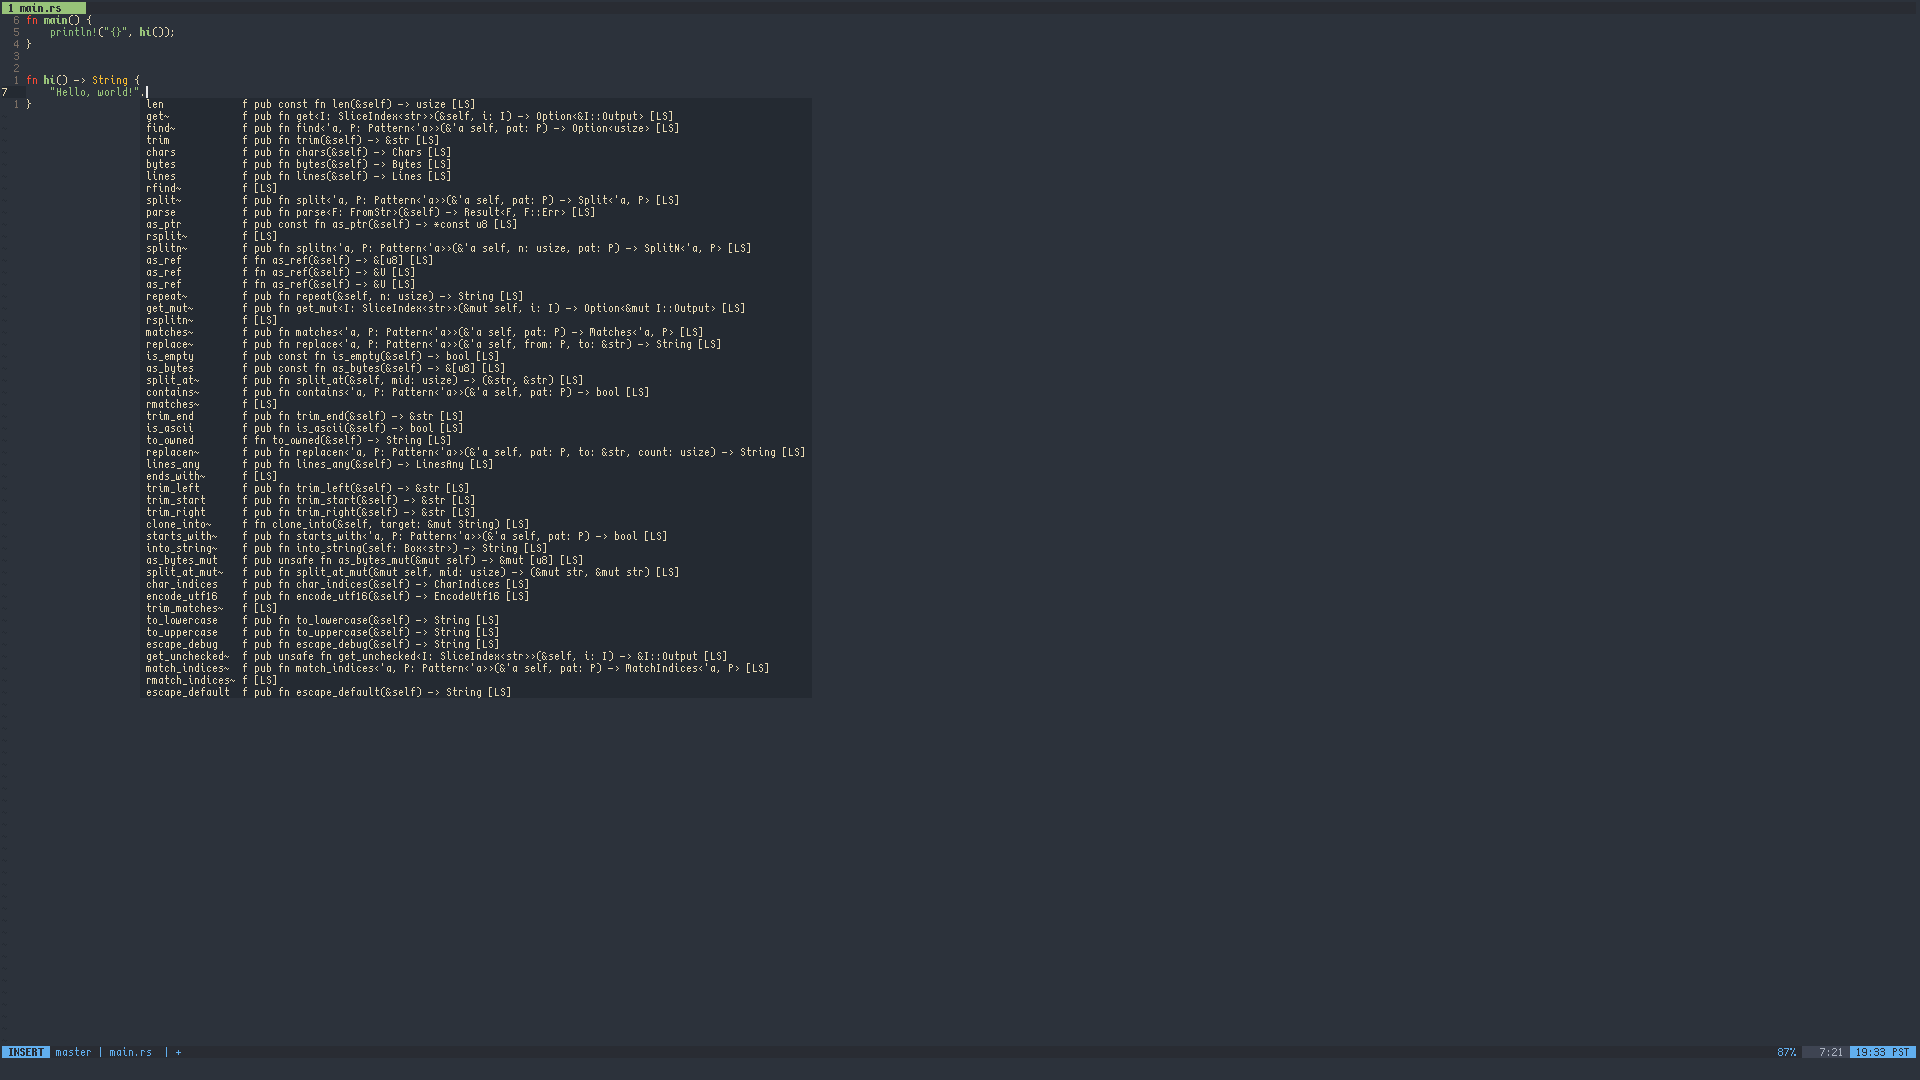 1 main.rs
6 fn main() {
5     println!("{}", hi());
4 }
3
2
1 fn hi() -> String {
7     "Hello, world!".
1 }
len f pub const fn len(&self) -> usize [LS]
get~ f pub fn get<I: SliceIndex<str>>(&self, i: I) -> Option<&I::Output> [LS]
find~ f pub fn find<'a, P: Pattern<'a>>(&'a self, pat: P) -> Option<usize> [LS]
trim f pub fn trim(&self) -> &str [LS]
chars f pub fn chars(&self) -> Chars [LS]
bytes f pub fn bytes(&self) -> Bytes [LS]
lines f pub fn lines(&self) -> Lines [LS]
rfind~ f [LS]
split~ f pub fn split<'a, P: Pattern<'a>>(&'a self, pat: P) -> Split<'a, P> [LS]
parse f pub fn parse<F: FromStr>(&self) -> Result<F, F::Err> [LS]
as_ptr f pub const fn as_ptr(&self) -> *const u8 [LS]
rsplit~ f [LS]
splitn~ f pub fn splitn<'a, P: Pattern<'a>>(&'a self, n: usize, pat: P) -> SplitN<'a, P> [LS]
as_ref f fn as_ref(&self) -> &[u8] [LS]
as_ref f fn as_ref(&self) -> &U [LS]
as_ref f fn as_ref(&self) -> &U [LS]
repeat~ f pub fn repeat(&self, n: usize) -> String [LS]
get_mut~ f pub fn get_mut<I: SliceIndex<str>>(&mut self, i: I) -> Option<&mut I::Output> [LS]
rsplitn~ f [LS]
matches~ f pub fn matches<'a, P: Pattern<'a>>(&'a self, pat: P) -> Matches<'a, P> [LS]
replace~ f pub fn replace<'a, P: Pattern<'a>>(&'a self, from: P, to: &str) -> String [LS]
is_empty f pub const fn is_empty(&self) -> bool [LS]
as_bytes f pub const fn as_bytes(&self) -> &[u8] [LS]
split_at~ f pub fn split_at(&self, mid: usize) -> (&str, &str) [LS]
contains~ f pub fn contains<'a, P: Pattern<'a>>(&'a self, pat: P) -> bool [LS]
rmatches~ f [LS]
trim_end f pub fn trim_end(&self) -> &str [LS]
is_ascii f pub fn is_ascii(&self) -> bool [LS]
to_owned f fn to_owned(&self) -> String [LS]
replacen~ f pub fn replacen<'a, P: Pattern<'a>>(&'a self, pat: P, to: &str, count: usize) -> String [LS]
lines_any f pub fn lines_any(&self) -> LinesAny [LS]
ends_with~ f [LS]
trim_left f pub fn trim_left(&self) -> &str [LS]
trim_start f pub fn trim_start(&self) -> &str [LS]
trim_right f pub fn trim_right(&self) -> &str [LS]
clone_into~ f fn clone_into(&self, target: &mut String) [LS]
starts_with~ f pub fn starts_with<'a, P: Pattern<'a>>(&'a self, pat: P) -> bool [LS]
into_string~ f pub fn into_string(self: Box<str>) -> String [LS]
as_bytes_mut f pub unsafe fn as_bytes_mut(&mut self) -> &mut [u8] [LS]
split_at_mut~ f pub fn split_at_mut(&mut self, mid: usize) -> (&mut str, &mut str) [LS]
char_indices f pub fn char_indices(&self) -> CharIndices [LS]
encode_utf16 f pub fn encode_utf16(&self) -> EncodeUtf16 [LS]
trim_matches~ f [LS]
to_lowercase f pub fn to_lowercase(&self) -> String [LS]
to_uppercase f pub fn to_uppercase(&self) -> String [LS]
escape_debug f pub fn escape_debug(&self) -> String [LS]
get_unchecked~ f pub unsafe fn get_unchecked<I: SliceIndex<str>>(&self, i: I) -> &I::Output [LS]
match_indices~ f pub fn match_indices<'a, P: Pattern<'a>>(&'a self, pat: P) -> MatchIndices<'a, P> [LS]
rmatch_indices~ f [LS]
escape_default f pub fn escape_default(&self) -> String [LS]
INSERT master | main.rs | + 87% 7:21 19:33 PST